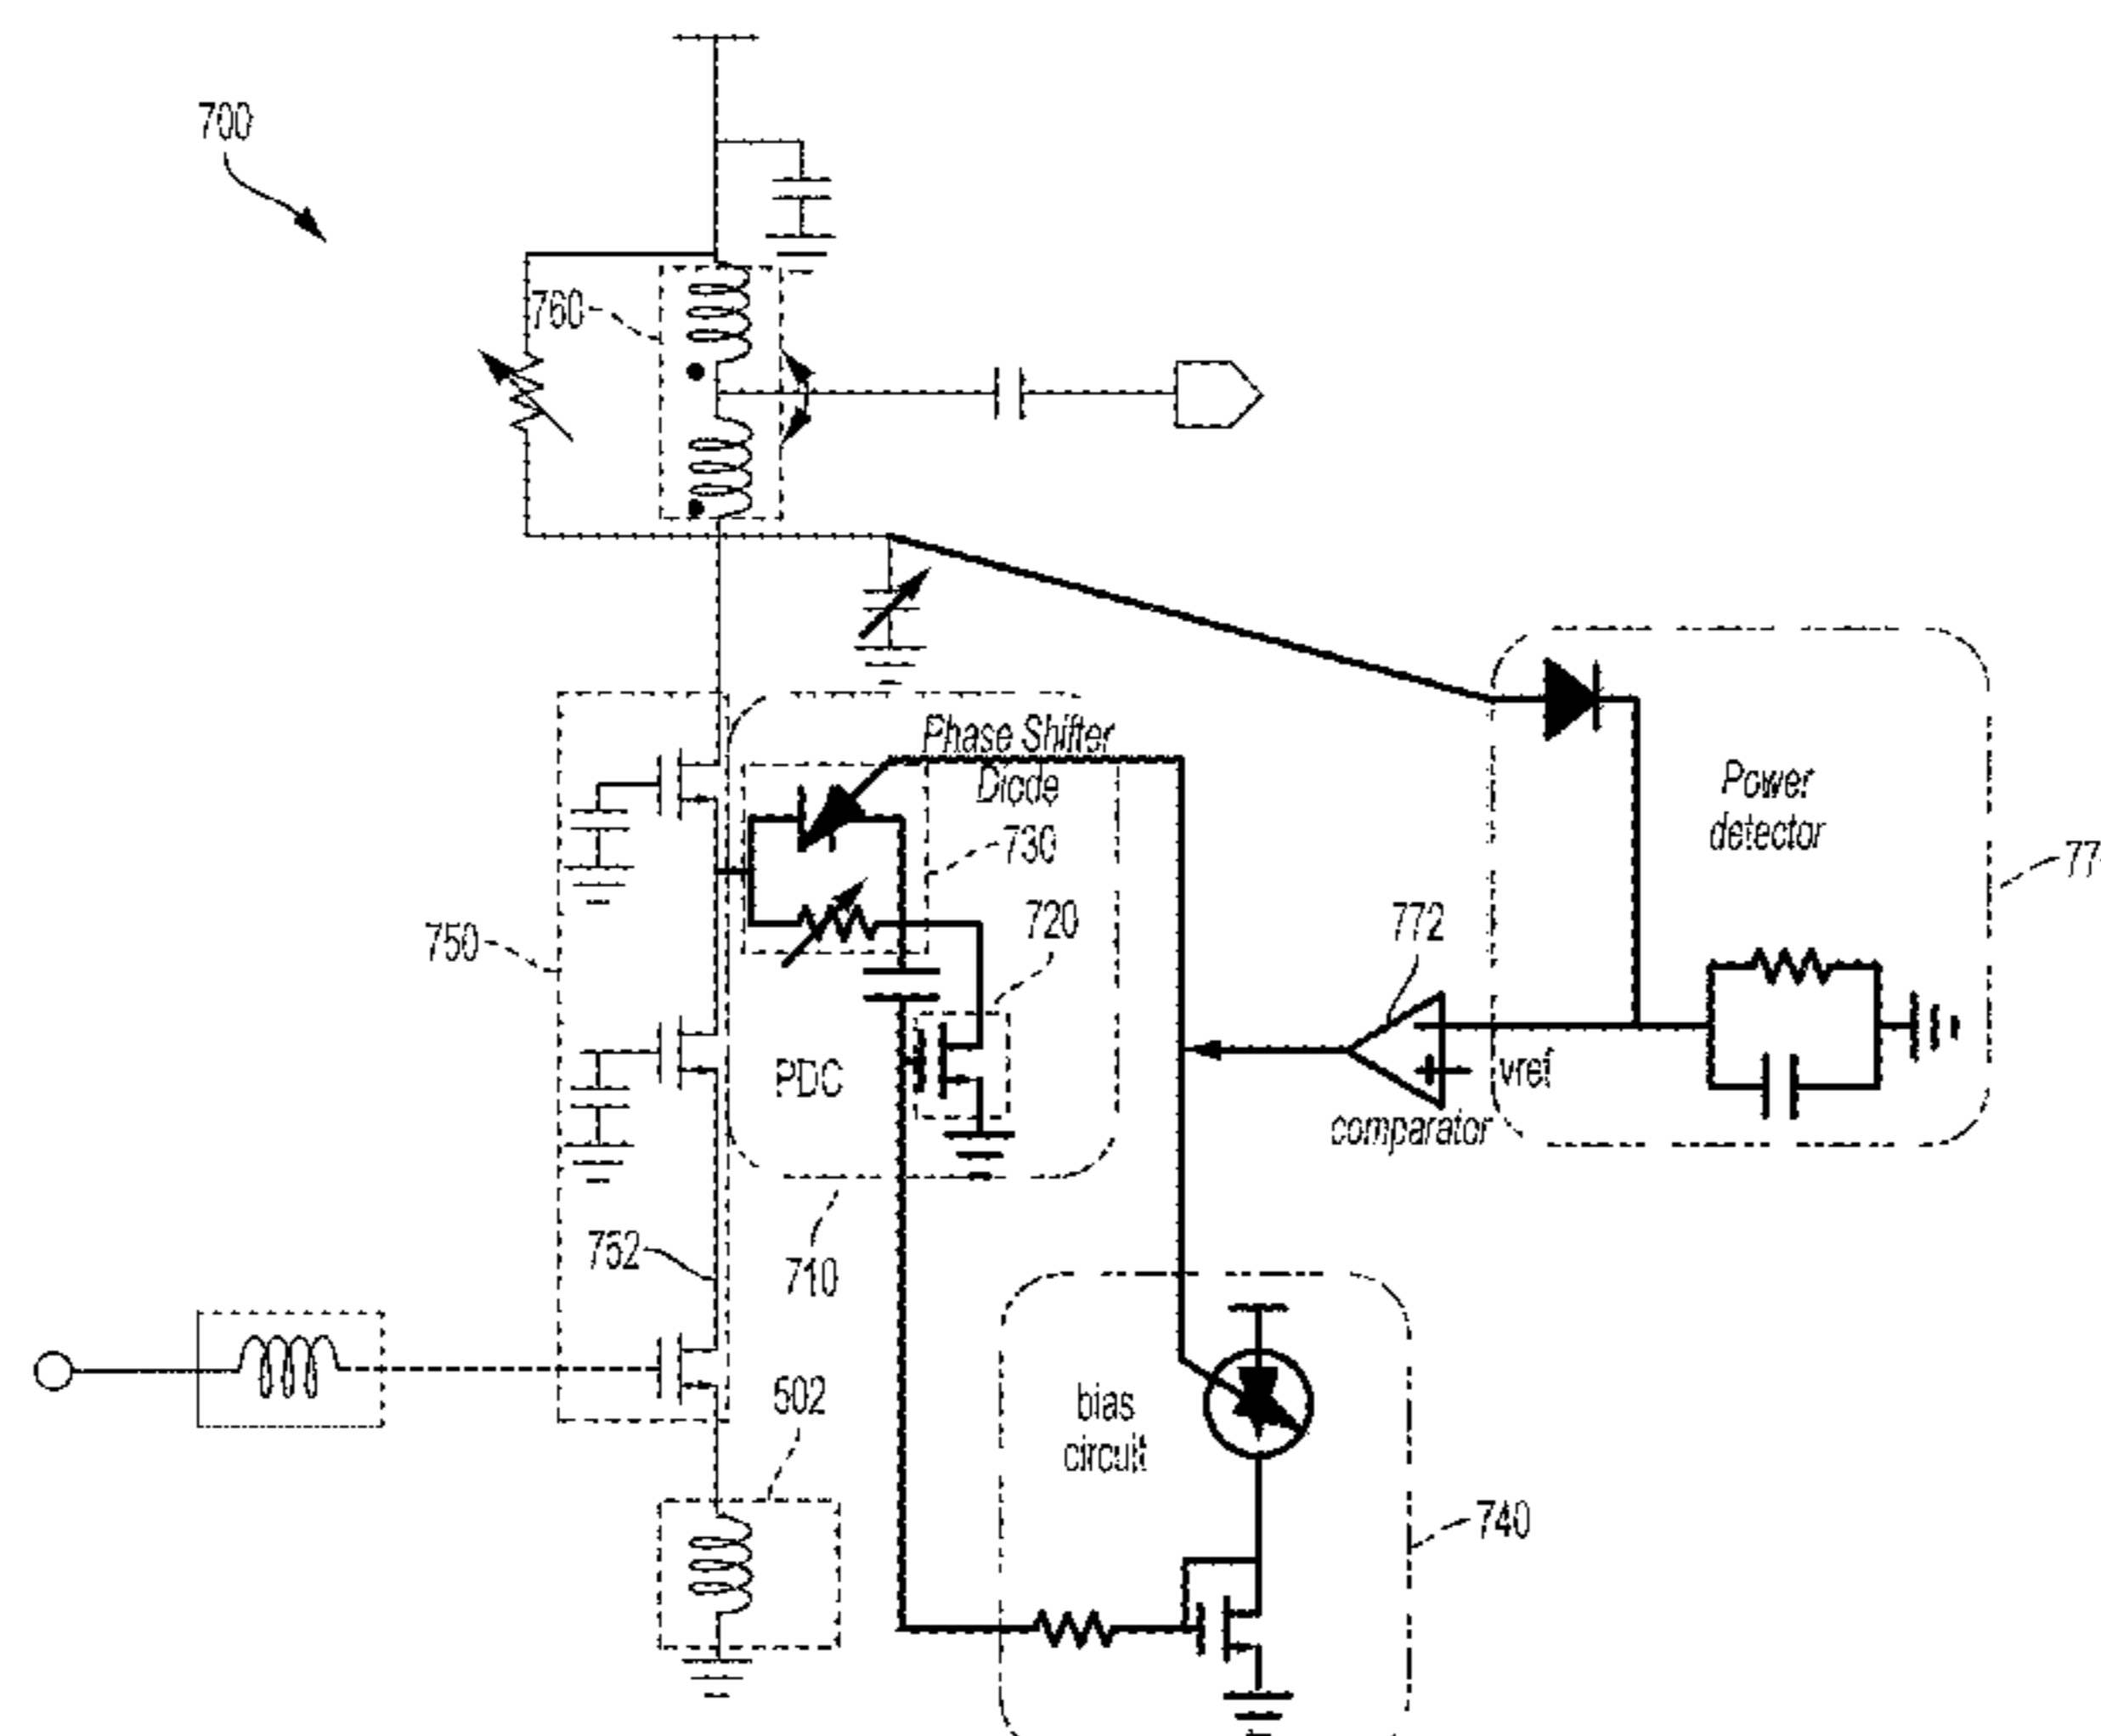 700
760
Phase Shifter
Diode
730
720
Power
detector
77
750
772
PDC
vref
comparator
752
710
502
bias
circuit
740